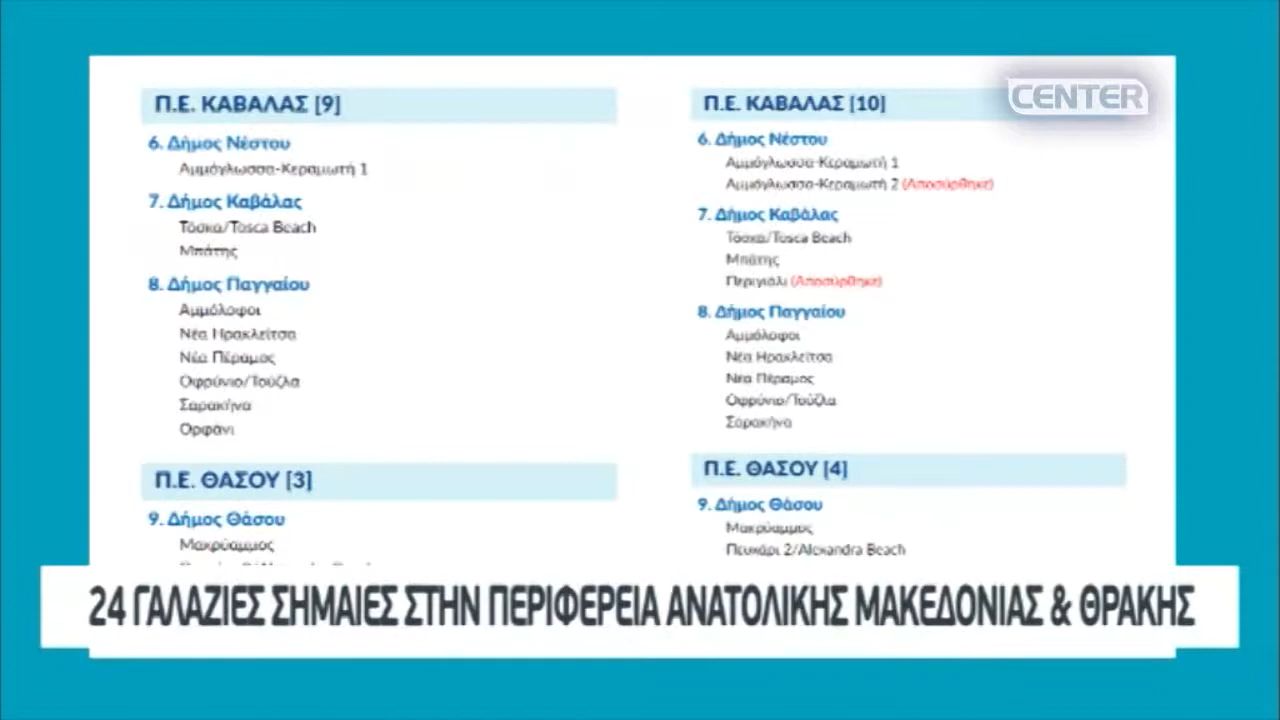 CENTER
Π.Ε. ΚΑΒΑΛΑΣ [9]
6. Δήμος Νέστου
Αμμόγλωσσα-Κεραμωτή 1
7. Δήμος Καβάλας
Τόσκα/Tosca Beach
Μπάτης
8. Δήμος Παγγαίου
Αμμόλοφοι
Νέα Ηρακλείτσα
Νέα Πέραμος
Οφρύνιο/Τούζλα
Σαρακήνα
Ορφάνι
Π.Ε. ΘΑΣΟΥ [3]
9. Δήμος Θάσου
Μακρύαμμος
Π.Ε. ΚΑΒΑΛΑΣ [10]
6. Δήμος Νέστου
Αμμόγλωσσα-Κεραμωτή 1
Αμμόγλωσσα-Κεραμωτή 2 (Αποσύρθηκε)
7. Δήμος Καβάλας
Τόσκα/Tosca Beach
Μπάτης
Περιγιάλι (Αποσύρθηκε)
8. Δήμος Παγγαίου
Αμμόλοφοι
Νέα Ηρακλείτσα
Νέα Πέραμος
Οφρύνιο/Τούζλα
Σαρακήνα
Π.Ε. ΘΑΣΟΥ [4]
9. Δήμος Θάσου
Μακρύαμμος
Πευκάρι 2/Alexandra Beach
24 ΓΑΛΑΖΙΕΣ ΣΗΜΑΙΕΣ ΣΤΗΝ ΠΕΡΙΦΕΡΕΙΑ ΑΝΑΤΟΛΙΚΗΣ ΜΑΚΕΔΟΝΙΑΣ & ΘΡΑΚΗΣ